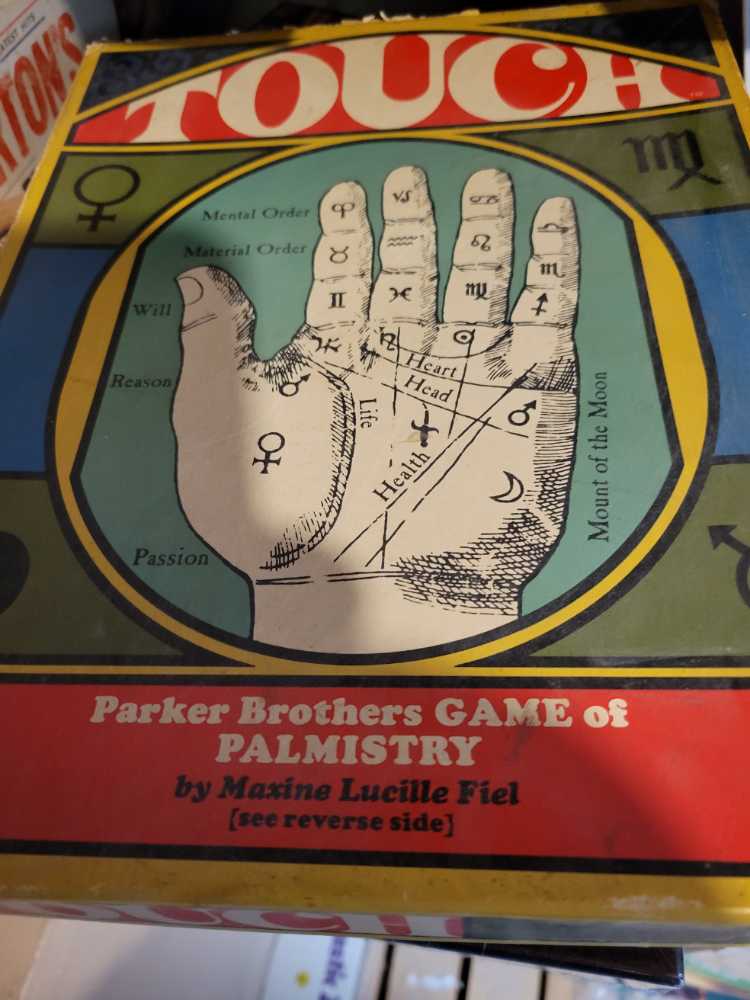 TOUCH
Mental Order
Material Order
Will
Reason
Passion
Heart
Head
Life
Health
Mount of the Moon
Parker Brothers GAME of
PALMISTRY
by Maxine Lucille Fiel
[see reverse side]
TOUCH